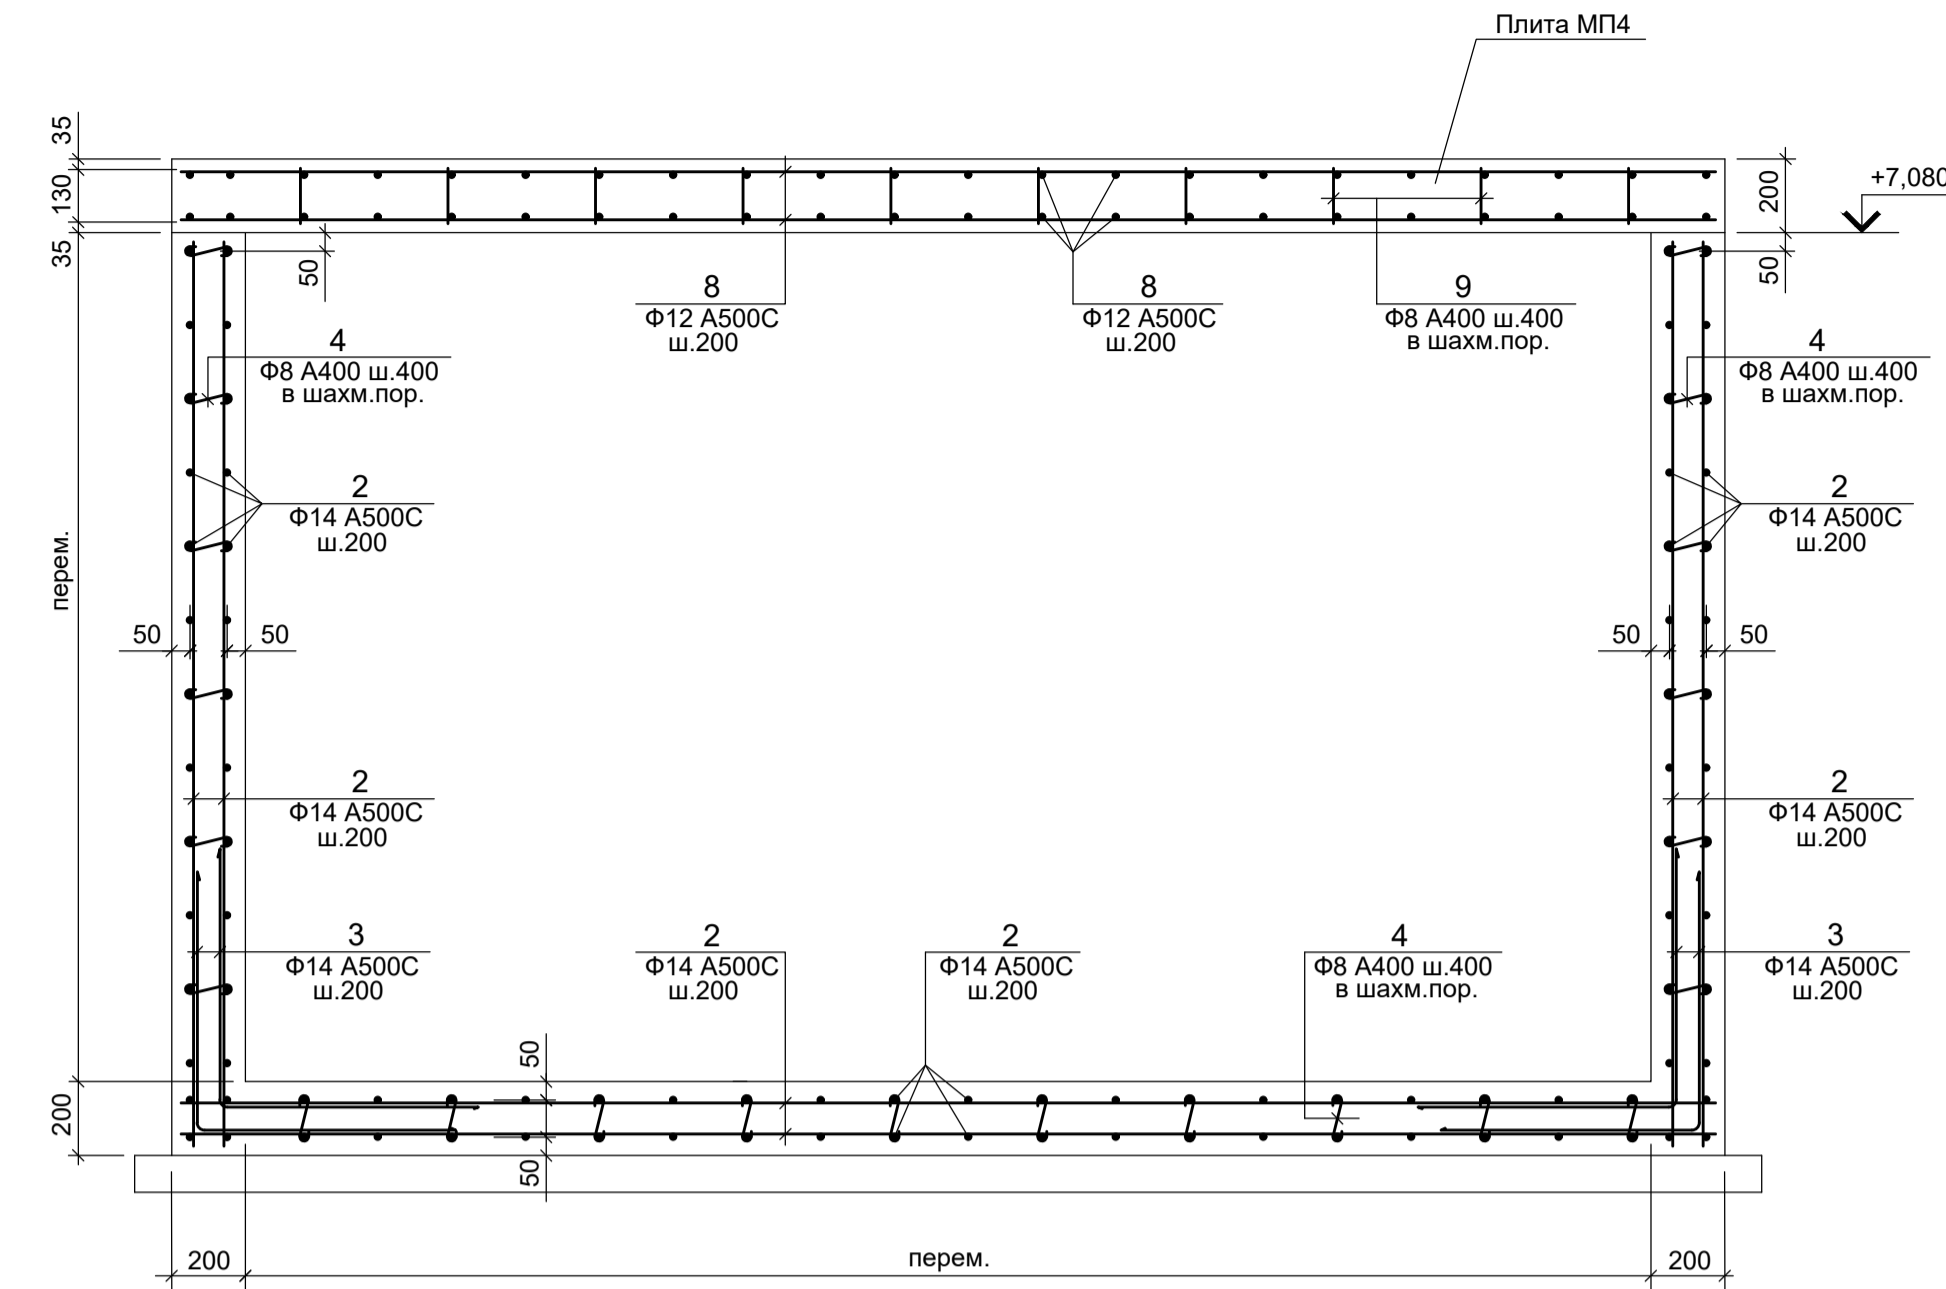 Плита МП4
35
130
35
200
+7,080
50
50
8
Ф12 А500С
ш.200
8
Ф12 А500С
ш.200
9
Ф8 А400 ш.400
в шахм.пор.
4
Ф8 А400 ш.400
в шахм.пор.
4
Ф8 А400 ш.400
в шахм.пор.
2
Ф14 А500С
ш.200
2
Ф14 А500С
ш.200
перем.
50
50
50
50
2
Ф14 А500С
ш.200
2
Ф14 А500С
ш.200
3
Ф14 А500С
ш.200
2
Ф14 А500С
ш.200
2
Ф14 А500С
ш.200
4
Ф8 А400 ш.400
в шахм.пор.
3
Ф14 А500С
ш.200
50
200
50
200
перем.
200